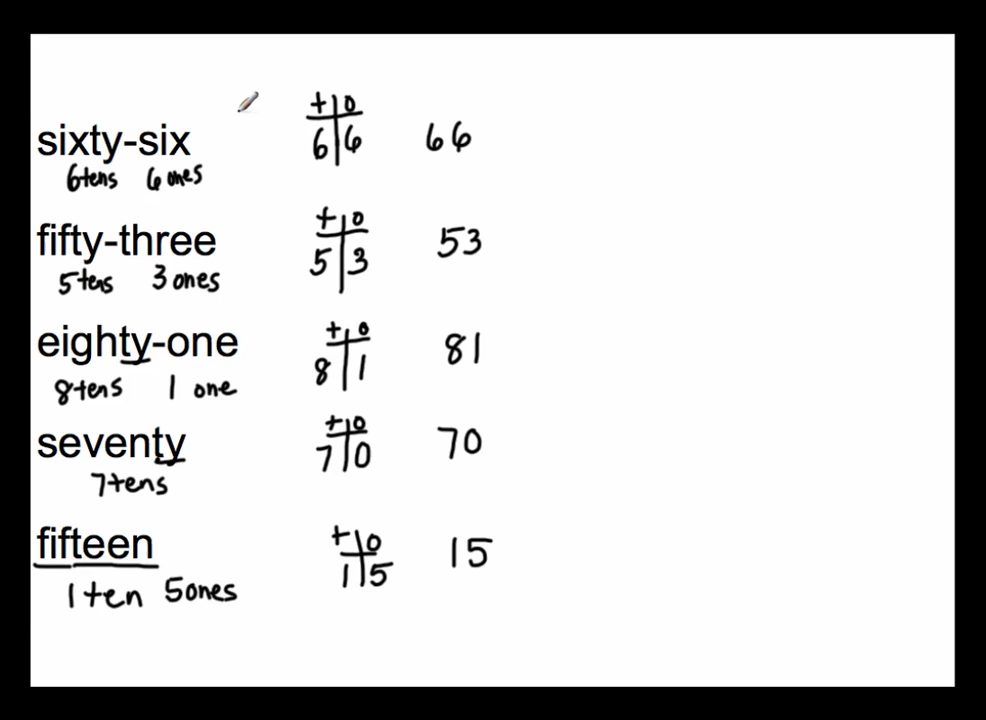 t o
sixty-six 6 6 66
6tens 6 ones
t o
fifty-three 5 3 53
5tens 3 ones
t o
eighty-one 8 1 81
8tens 1 one
t o
seventy 7 0 70
7tens
t o
fifteen 1 5 15
1ten 5ones